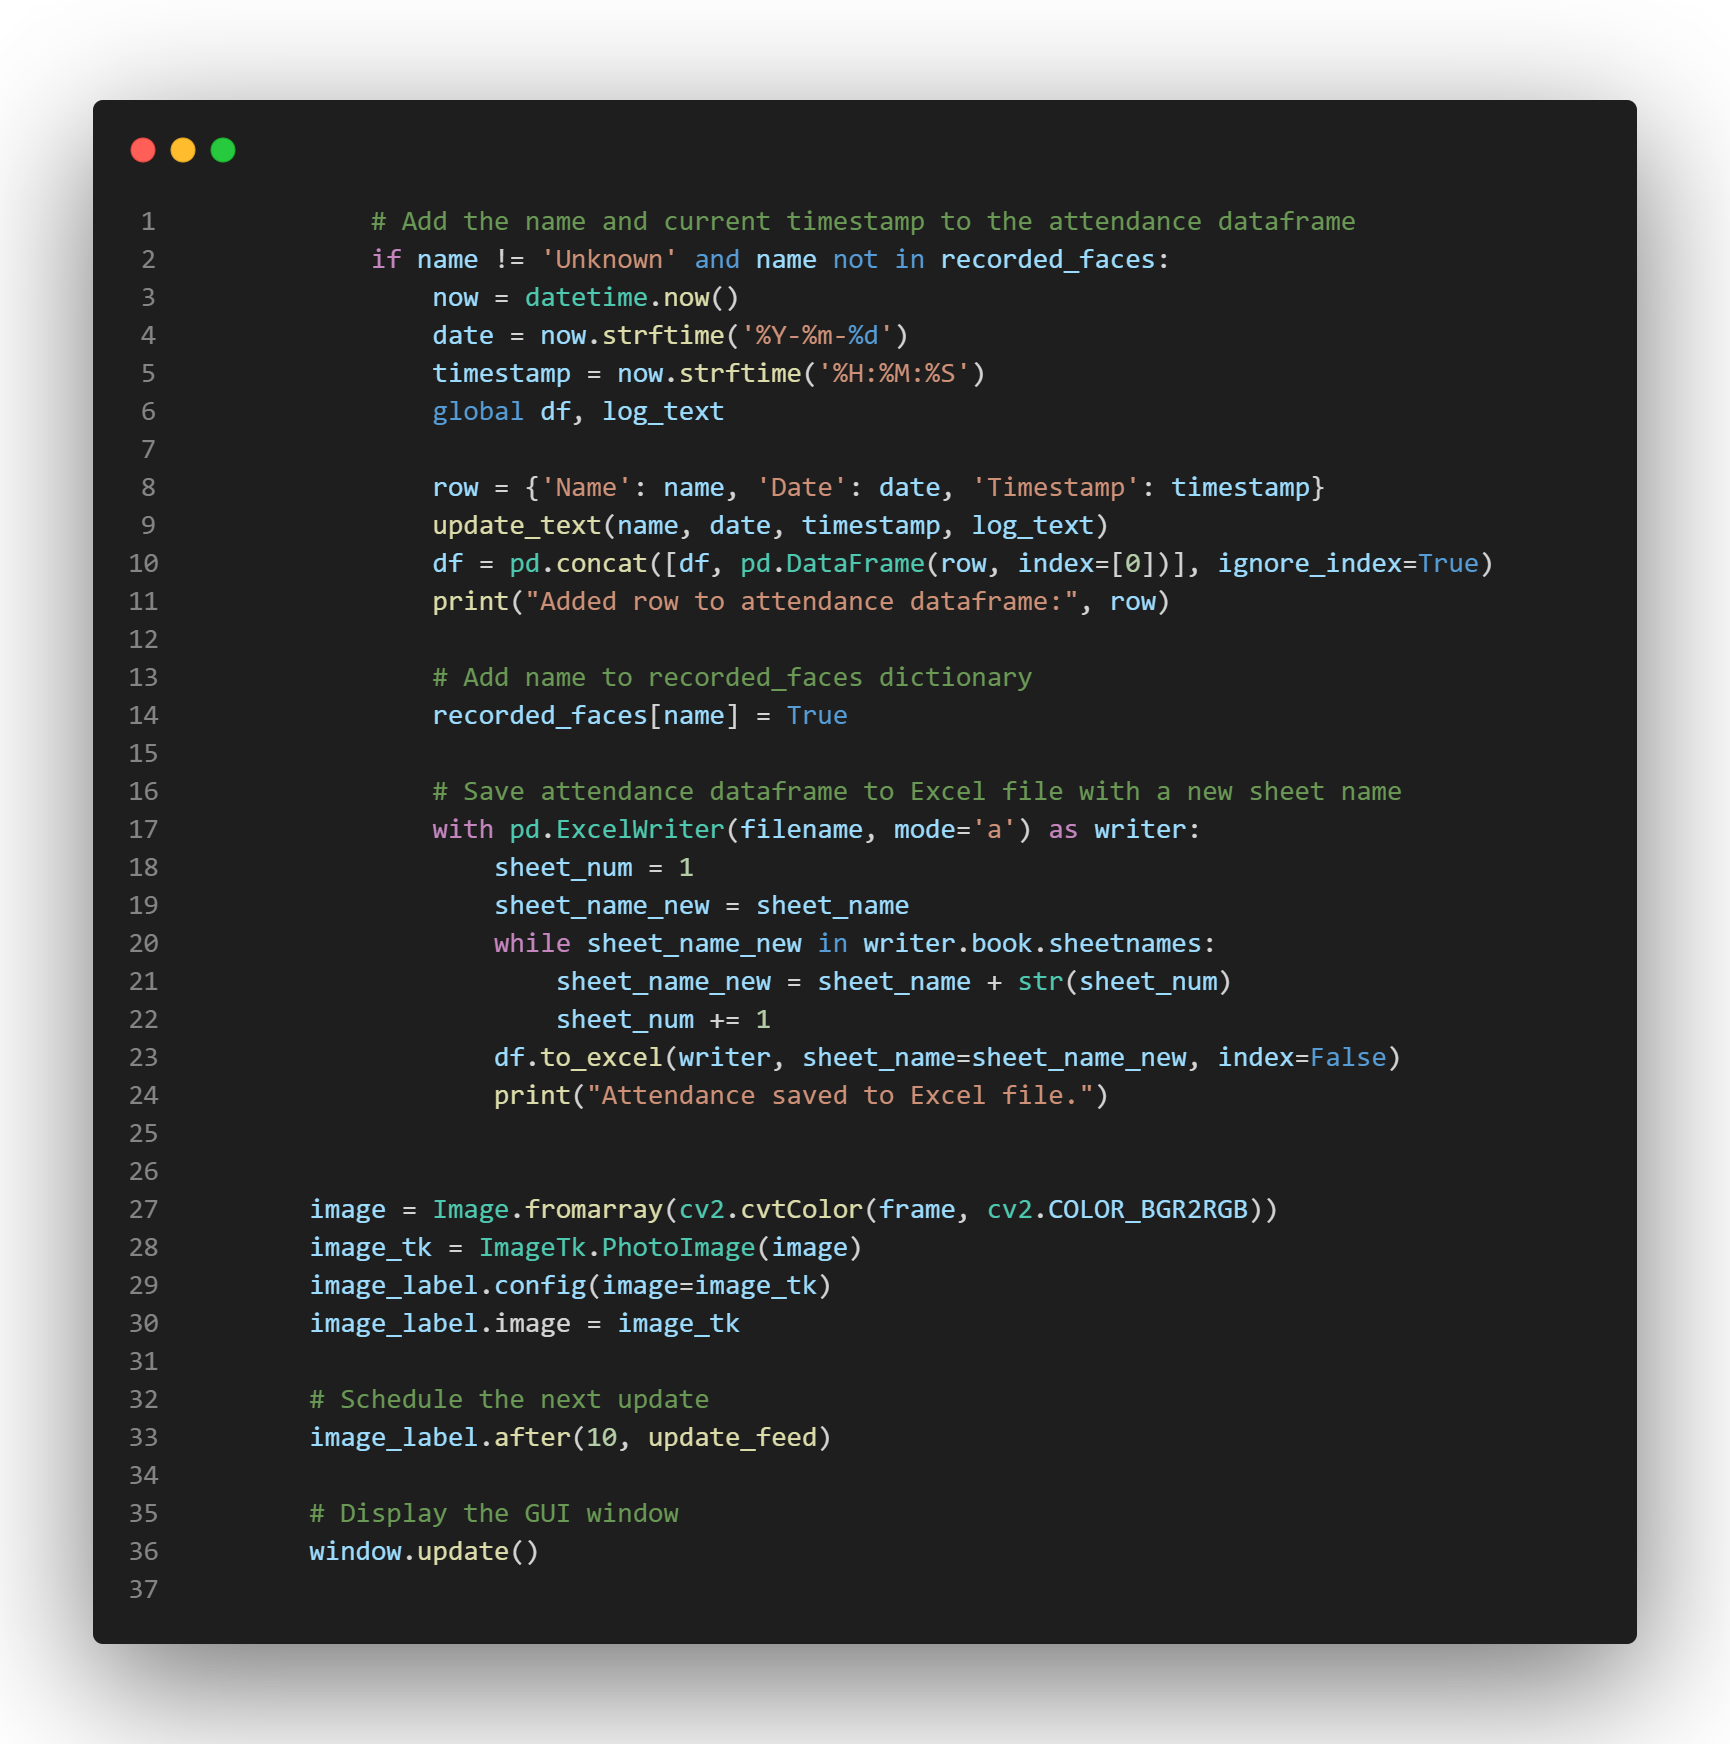 1 # Add the name and current timestamp to the attendance dataframe
2 if name != 'Unknown' and name not in recorded_faces:
3 now = datetime.now()
4 date = now.strftime('%Y-%m-%d')
5 timestamp = now.strftime('%H:%M:%S')
6 global df, log_text
7
8 row = {'Name': name, 'Date': date, 'Timestamp': timestamp}
9 update_text(name, date, timestamp, log_text)
10 df = pd.concat([df, pd.DataFrame(row, index=[0])], ignore_index=True)
11 print("Added row to attendance dataframe:", row)
12
13 # Add name to recorded_faces dictionary
14 recorded_faces[name] = True
15
16 # Save attendance dataframe to Excel file with a new sheet name
17 with pd.ExcelWriter(filename, mode='a') as writer:
18 sheet_num = 1
19 sheet_name_new = sheet_name
20 while sheet_name_new in writer.book.sheetnames:
21 sheet_name_new = sheet_name + str(sheet_num)
22 sheet_num += 1
23 df.to_excel(writer, sheet_name=sheet_name_new, index=False)
24 print("Attendance saved to Excel file.")
25
26
27 image = Image.fromarray(cv2.cvtColor(frame, cv2.COLOR_BGR2RGB))
28 image_tk = ImageTk.PhotoImage(image)
29 image_label.config(image=image_tk)
30 image_label.image = image_tk
31
32 # Schedule the next update
33 image_label.after(10, update_feed)
34
35 # Display the GUI window
36 window.update()
37